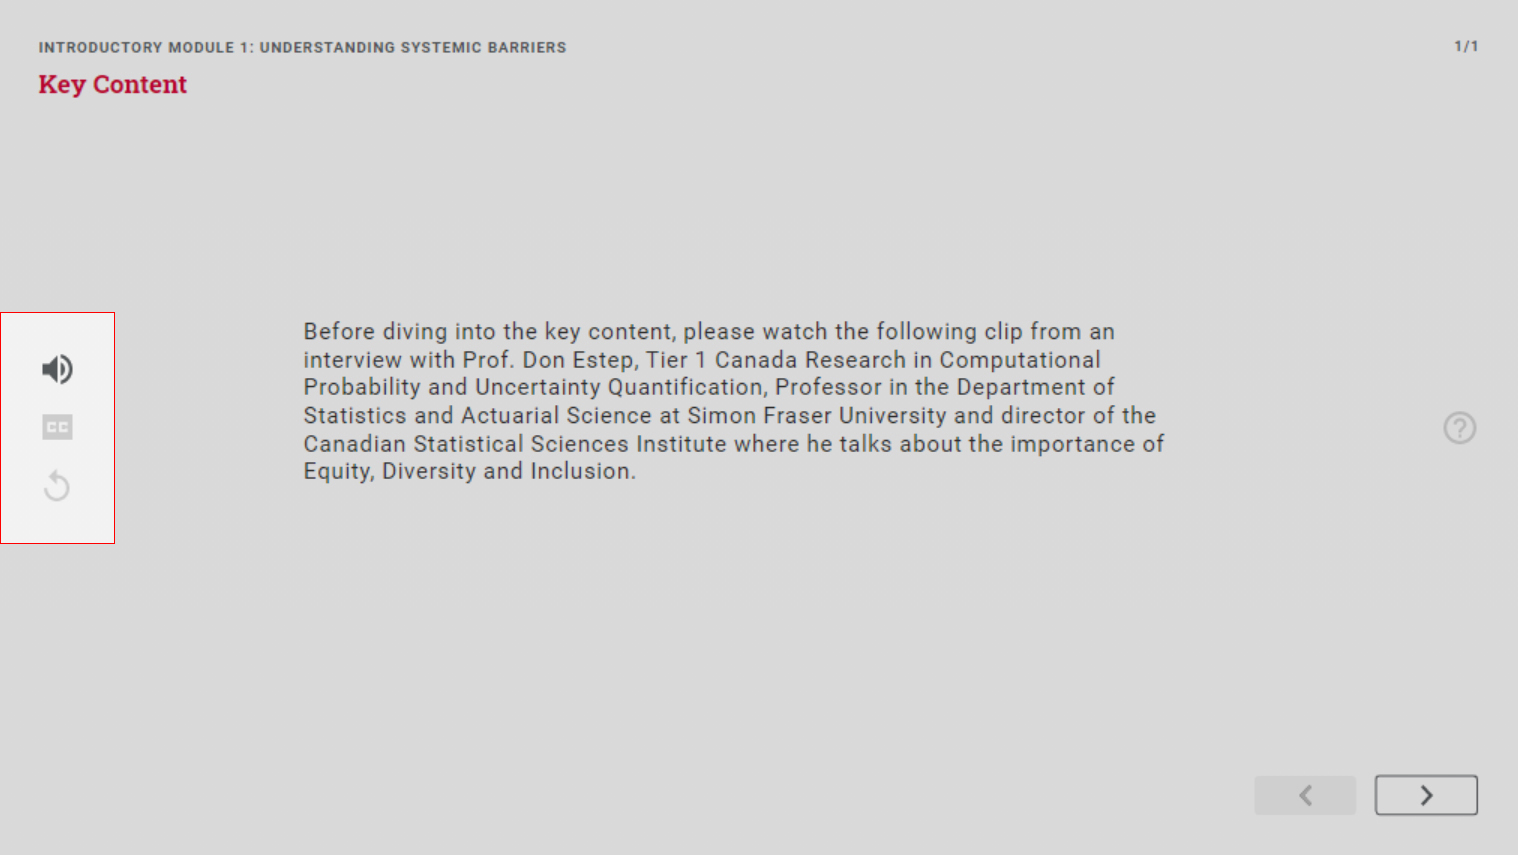 INTRODUCTORY MODULE 1: UNDERSTANDING SYSTEMIC BARRIERS
1/1
Key Content
Before diving into the key content, please watch the following clip from an
interview with Prof. Don Estep, Tier 1 Canada Research in Computational
Probability and Uncertainty Quantification, Professor in the Department of
Statistics and Actuarial Science at Simon Fraser University and director of the
Canadian Statistical Sciences Institute where he talks about the importance of
Equity, Diversity and Inclusion.
CC
?